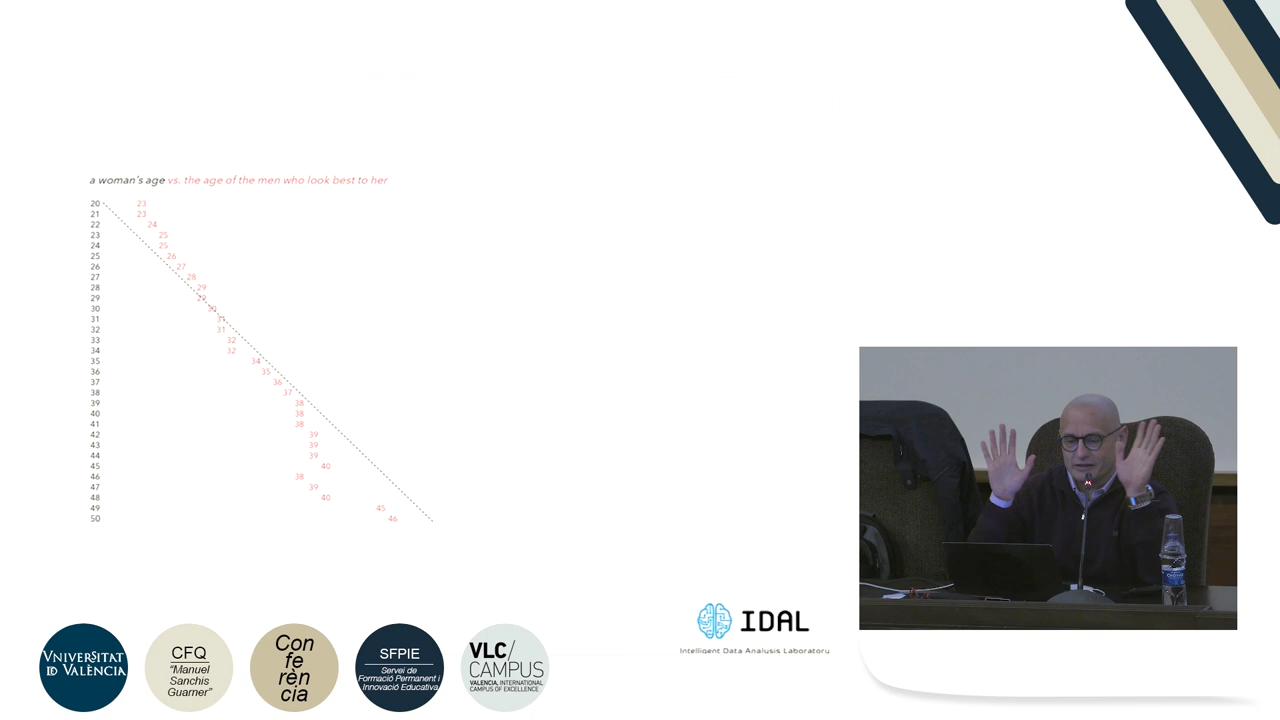 a woman's age vs. the age of the men who look best to her
20 23
21 23
22 24
23 25
24 25
25 26
26 27
27 28
28 29
29 29
30 30
31 31
32 31
33 32
34 32
35 34
36 35
37 36
38 37
39 38
40 38
41 38
42 39
43 39
44 39
45 40
46 38
47 39
48 40
49 45
50 46
VNIVERSITAT
ID VALÈNCIA
CFQ
"Manuel
Sanchis
Guarner"
Con
fe
rèn
cia
SFPIE
Servei de
Formació Permanent i
Innovació Educativa
VLC/
CAMPUS
VALENCIA, INTERNATIONAL
CAMPUS OF EXCELLENCE
IDAL
Intelligent Data Analysis Laboratory